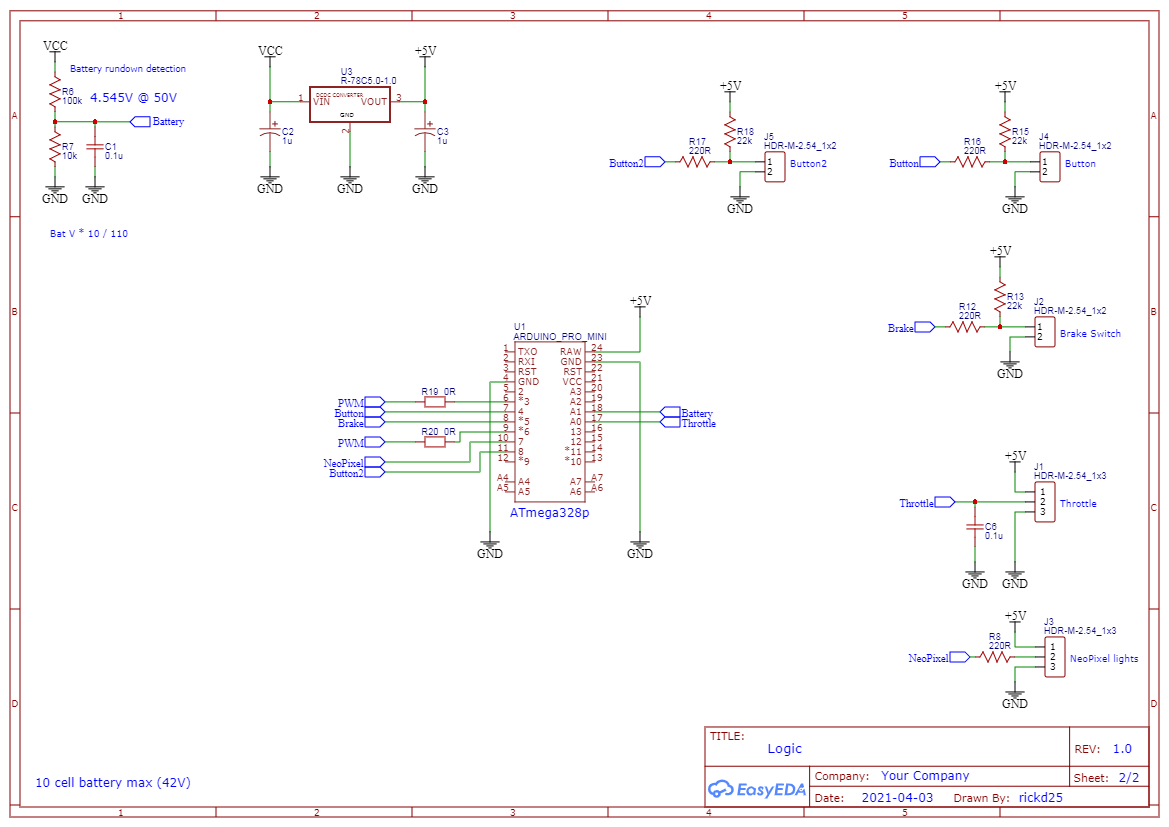 1 2 3 4 5
A
B
C
D
A
B
C
D
1 2 3 4 5
VCC
Battery rundown detection
R6
100k
4.545V @ 50V
Battery
R7
10k
C1
0.1u
GND GND
Bat V * 10 / 110
VCC
+5V
U3
R-78C5.0-1.0
DCDC CONVERTER
1 VIN VOUT 3
GND
2
C2
1u
C3
1u
GND GND GND
+5V
R18
22k
R17
220R
J5
HDR-M-2.54_1x2
Button2
1
2
Button2
GND
+5V
R15
22k
R16
220R
J4
HDR-M-2.54_1x2
Button
1
2
Button
GND
+5V
R13
22k
R12
220R
J2
HDR-M-2.54_1x2
Brake
1
2
Brake Switch
GND
+5V
U1
ARDUINO_PRO_MINI
1 TXO RAW 24
2 RXI GND 23
3 RST RST 22
4 GND VCC 21
5 2 A3 20
6 *3 A2 19
7 4 A1 18
8 *5 A0 17
9 *6 13 16
10 7 12 15
11 8 *11 14
12 *9 *10 13
A4 A4 A7 A7
A5 A5 A6 A6
ATmega328p
R19 0R
PWM
Button
Brake
R20 0R
PWM
NeoPixel
Button2
Battery
Throttle
GND
GND
+5V
J1
HDR-M-2.54_1x3
Throttle
1
2
3
Throttle
C6
0.1u
GND GND
+5V
J3
HDR-M-2.54_1x3
R8
220R
NeoPixel
1
2
3
NeoPixel lights
GND
10 cell battery max (42V)
TITLE:
Logic
REV: 1.0
EasyEDA
Company: Your Company
Sheet: 2/2
Date: 2021-04-03 Drawn By: rickd25